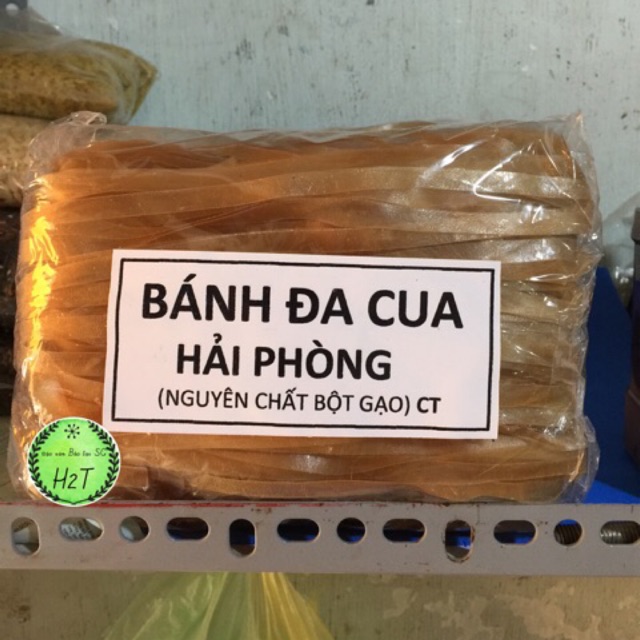 BÁNH ĐA CUA
HẢI PHÒNG
(NGUYÊN CHẤT BỘT GẠO) CT
H2T